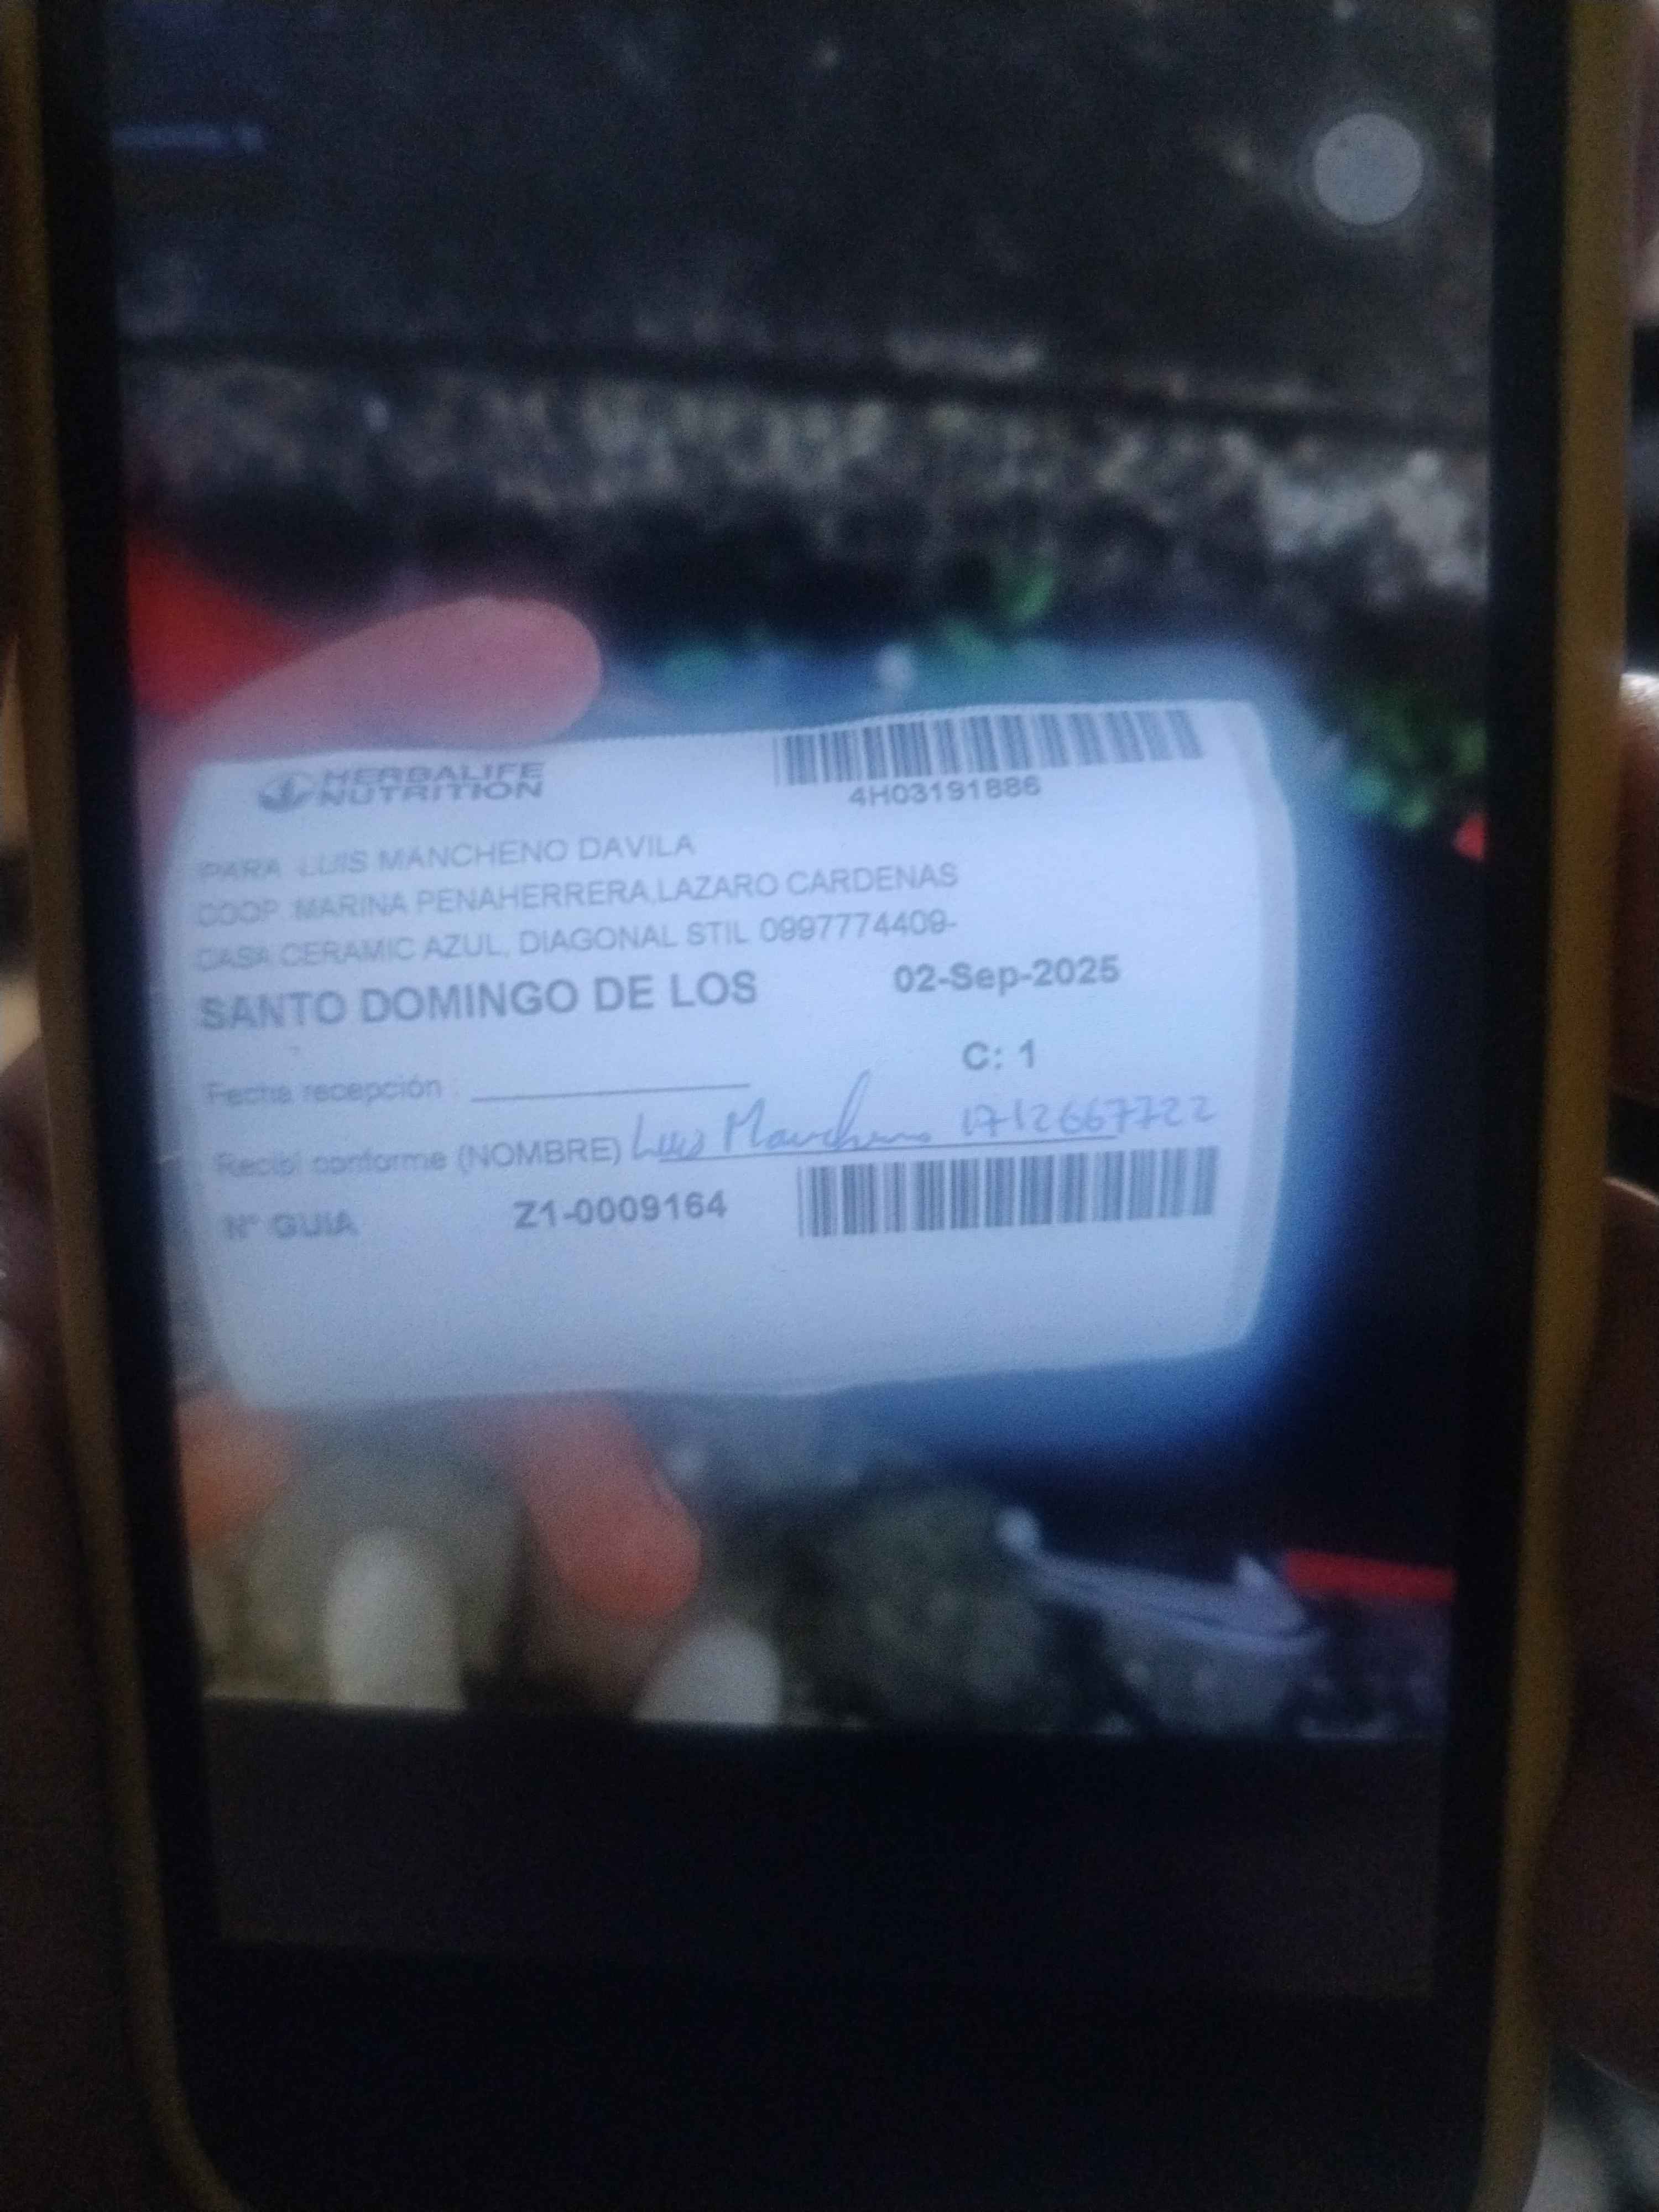 HERBALIFE
NUTRITION
4H03191886
PARA LUIS MANCHENO DAVILA
COOP. MARINA PENAHERRERA,LAZARO CARDENAS
CASA CERAMIC AZUL, DIAGONAL STIL 0997774409-
SANTO DOMINGO DE LOS
02-Sep-2025
C: 1
Fecha recepción
Recibí conforme (NOMBRE) Luis Mancheno 1712667722
N° GUIA Z1-0009164